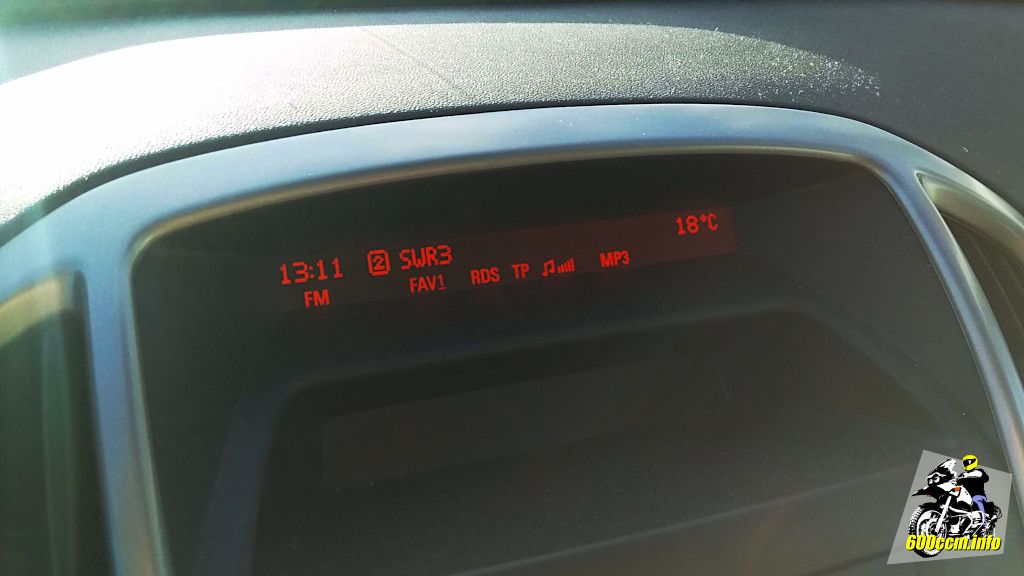 13:11 2 SWR3 18°C
FM FAV1 RDS TP MP3
600ccm.info